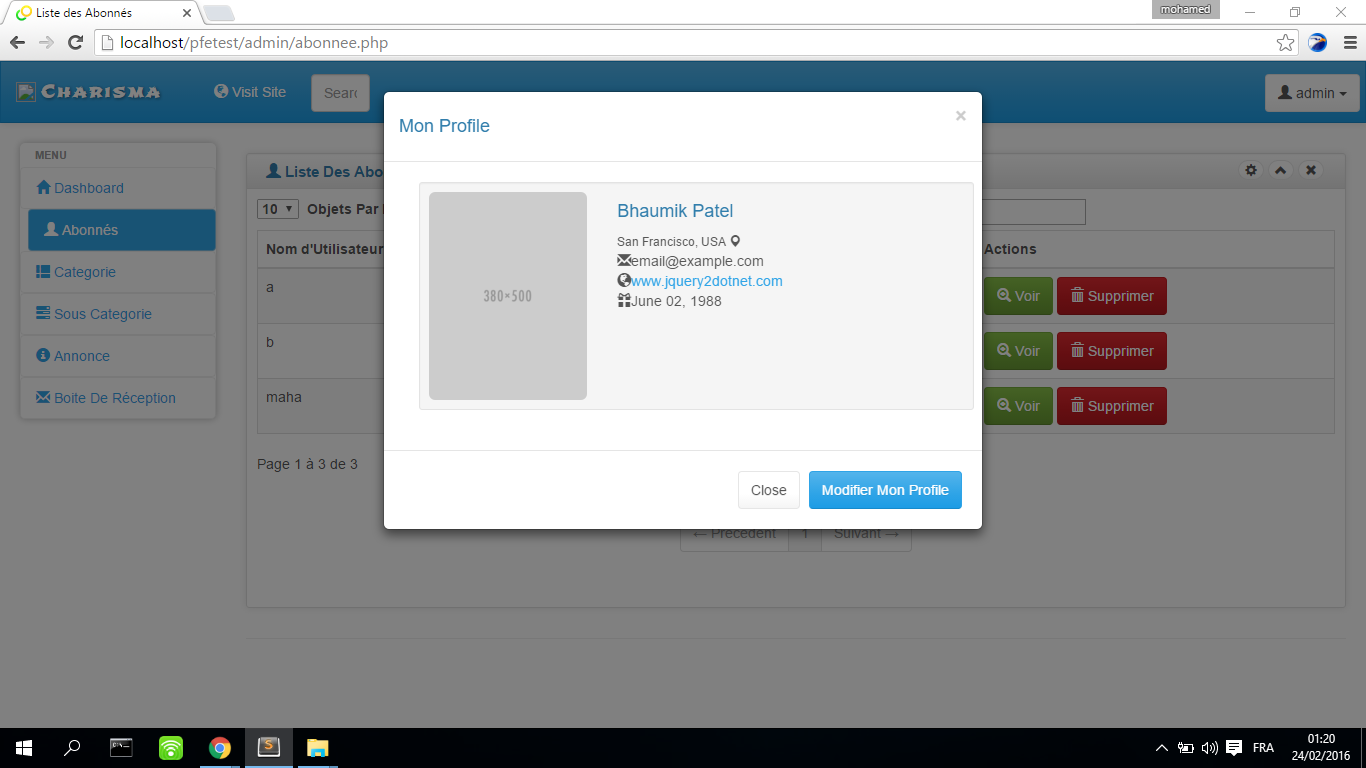 Liste des Abonnés
mohamed
localhost/pfetest/admin/abonnee.php
CHARISMA
Visit Site
Searc
admin
MENU
Dashboard
Abonnés
Categorie
Sous Categorie
Annonce
Boite De Réception
Liste Des Abo
10
Objets Par
Nom d'Utilisateur
Actions
a
Voir
Supprimer
b
Voir
Supprimer
maha
Voir
Supprimer
Page 1 à 3 de 3
← Précédent
1
Suivant →
Mon Profile
×
380×500
Bhaumik Patel
San Francisco, USA
email@example.com
www.jquery2dotnet.com
June 02, 1988
Close
Modifier Mon Profile
FRA
01:20
24/02/2016